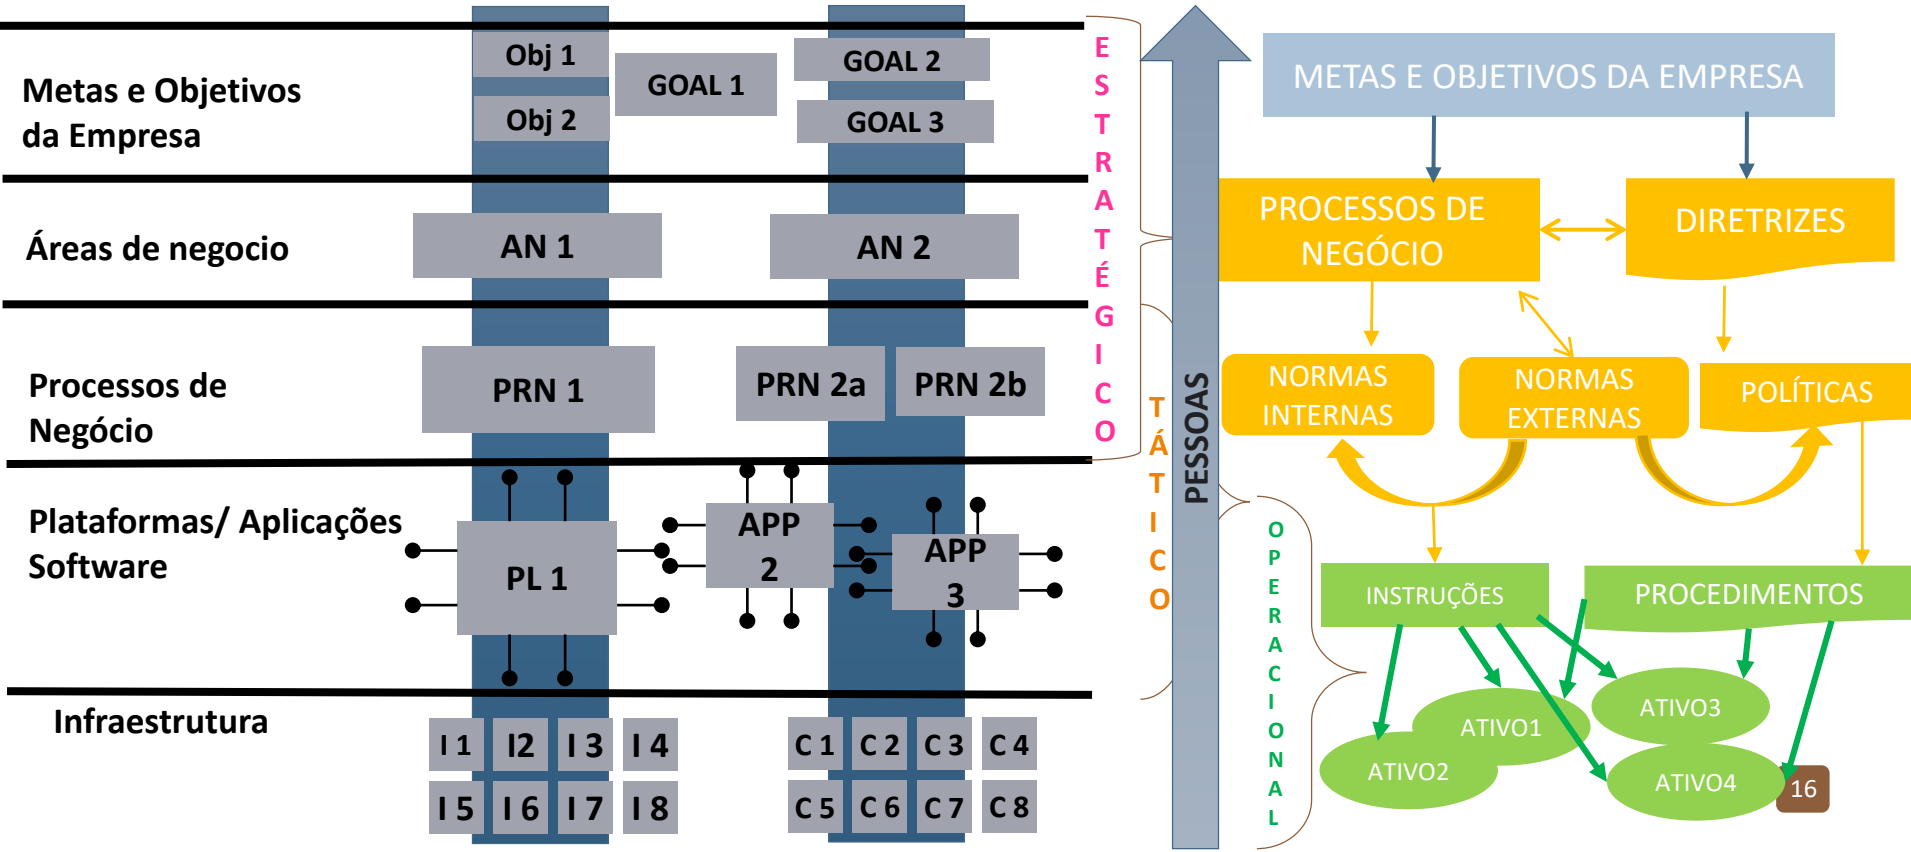 Metas e Objetivos
da Empresa
Obj 1
Obj 2
GOAL 1
GOAL 2
GOAL 3
Áreas de negocio
AN 1
AN 2
Processos de
Negócio
PRN 1
PRN 2a
PRN 2b
Plataformas/ Aplicações
Software
PL 1
APP
2
APP
3
Infraestrutura
I 1
I2
I 3
I 4
I 5
I 6
I 7
I 8
C 1
C 2
C 3
C 4
C 5
C 6
C 7
C 8
ESTRATÉGICO
TÁTICO
PESSOAS
OPERACIONAL
METAS E OBJETIVOS DA EMPRESA
PROCESSOS DE
NEGÓCIO
DIRETRIZES
NORMAS
INTERNAS
NORMAS
EXTERNAS
POLÍTICAS
INSTRUÇÕES
PROCEDIMENTOS
ATIVO1
ATIVO2
ATIVO3
ATIVO4
16